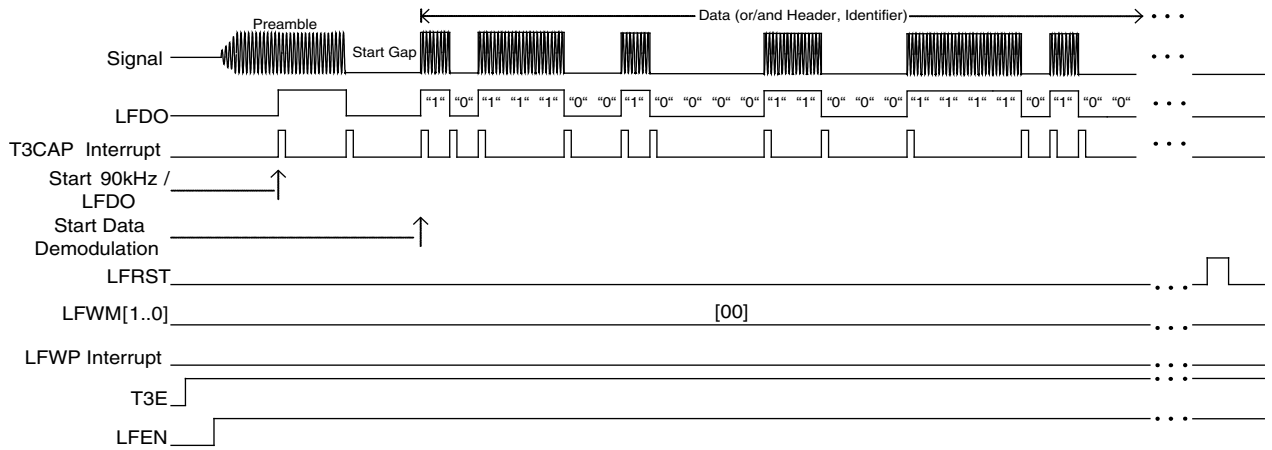 Data (or/and Header, Identifier)
Preamble
Start Gap
Signal
“1“ “0“ “1“ “1“ “1“ “0“ “0“ “1“ “0“ “0“ “0“ “0“ “1“ “1“ “0“ “0“ “0“ “1“ “1“ “1“ “1“ “0“ “1“ “0“ “0“
LFDO
T3CAP Interrupt
Start 90kHz /
LFDO
Start Data
Demodulation
LFRST
LFWM[1..0]
[00]
LFWP Interrupt
T3E
LFEN